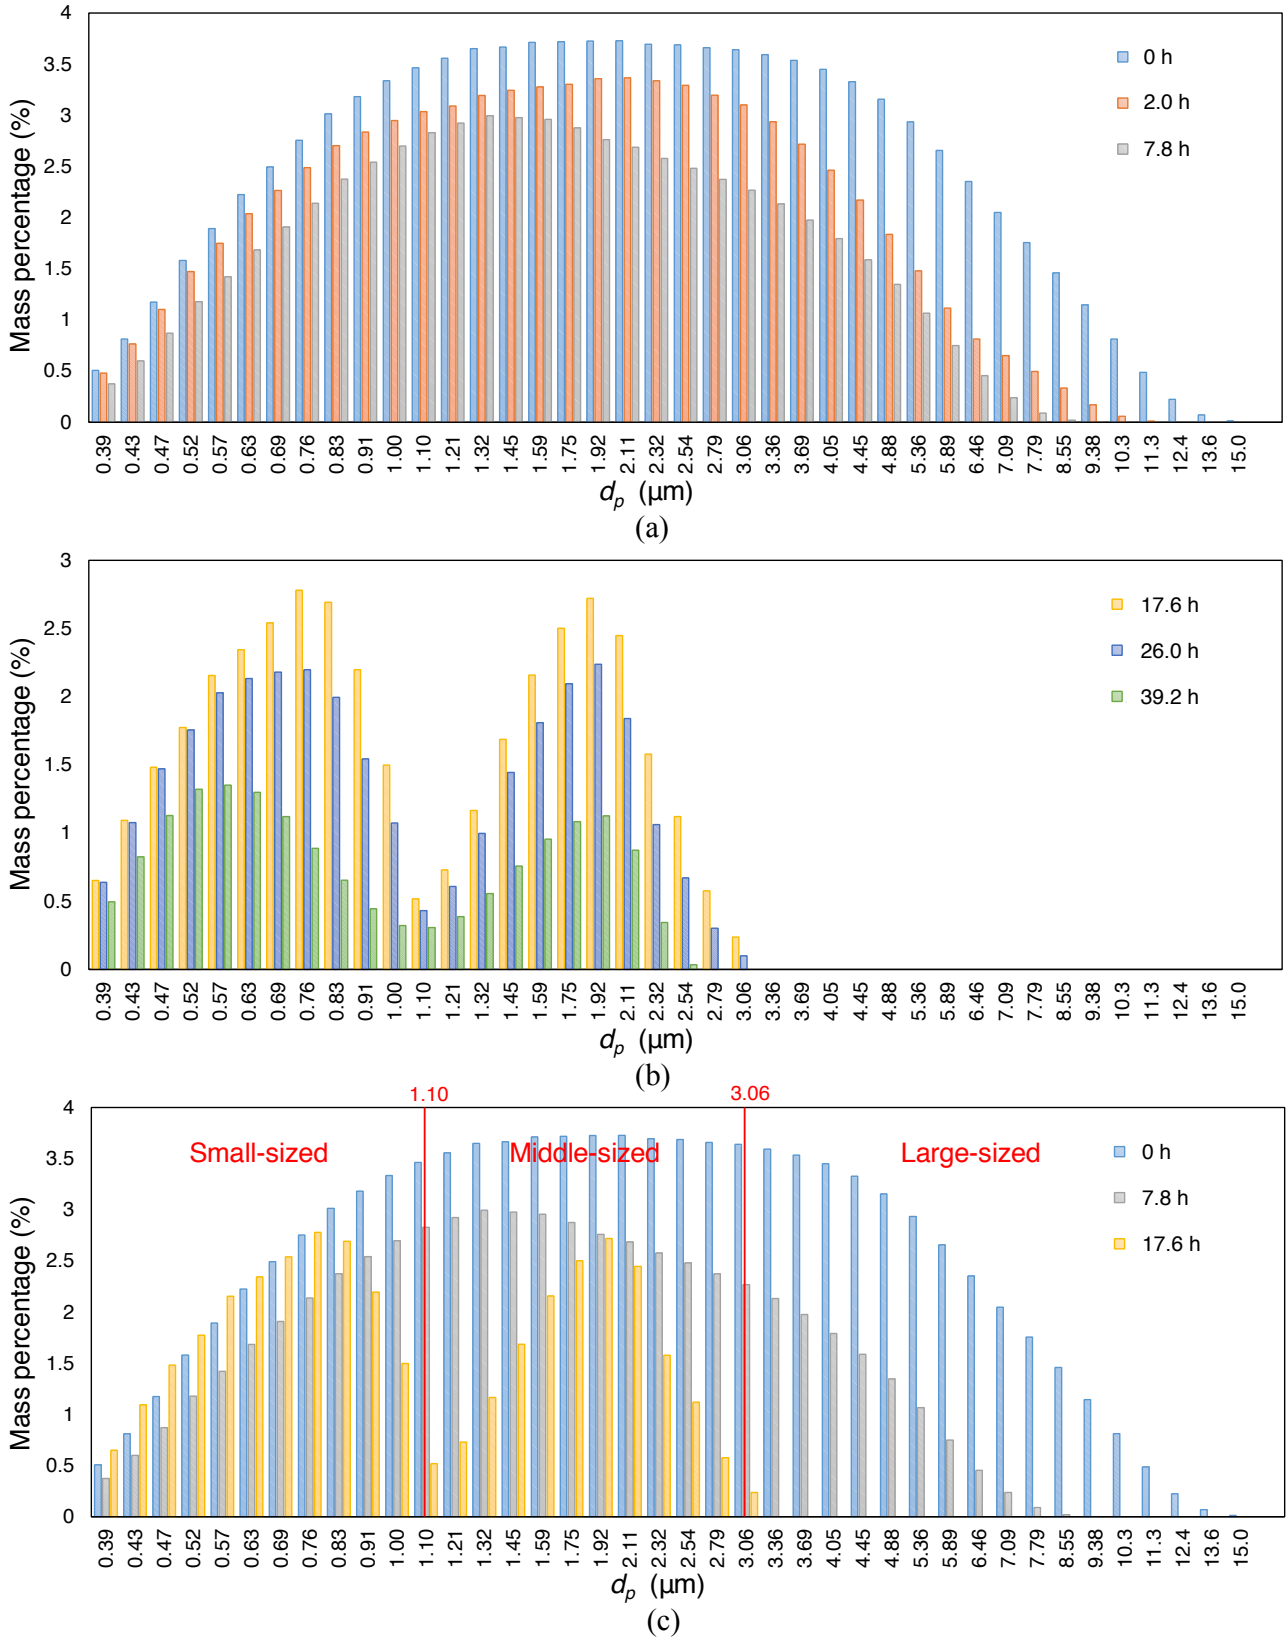 4
3.5
3
2.5
2
1.5
1
0.5
0
Mass percentage (%)
0 h
2.0 h
7.8 h
0.39 0.43 0.47 0.52 0.57 0.63 0.69 0.76 0.83 0.91 1.00 1.10 1.21 1.32 1.45 1.59 1.75 1.92 2.11 2.32 2.54 2.79 3.06 3.36 3.69 4.05 4.45 4.88 5.36 5.89 6.46 7.09 7.79 8.55 9.38 10.3 11.3 12.4 13.6 15.0
dp (μm)
(a)
3
2.5
2
1.5
1
0.5
0
Mass percentage (%)
17.6 h
26.0 h
39.2 h
0.39 0.43 0.47 0.52 0.57 0.63 0.69 0.76 0.83 0.91 1.00 1.10 1.21 1.32 1.45 1.59 1.75 1.92 2.11 2.32 2.54 2.79 3.06 3.36 3.69 4.05 4.45 4.88 5.36 5.89 6.46 7.09 7.79 8.55 9.38 10.3 11.3 12.4 13.6 15.0
dp (μm)
(b)
1.10 3.06
4
3.5
3
2.5
2
1.5
1
0.5
0
Mass percentage (%)
Small-sized Middle-sized Large-sized
0 h
7.8 h
17.6 h
0.39 0.43 0.47 0.52 0.57 0.63 0.69 0.76 0.83 0.91 1.00 1.10 1.21 1.32 1.45 1.59 1.75 1.92 2.11 2.32 2.54 2.79 3.06 3.36 3.69 4.05 4.45 4.88 5.36 5.89 6.46 7.09 7.79 8.55 9.38 10.3 11.3 12.4 13.6 15.0
dp (μm)
(c)